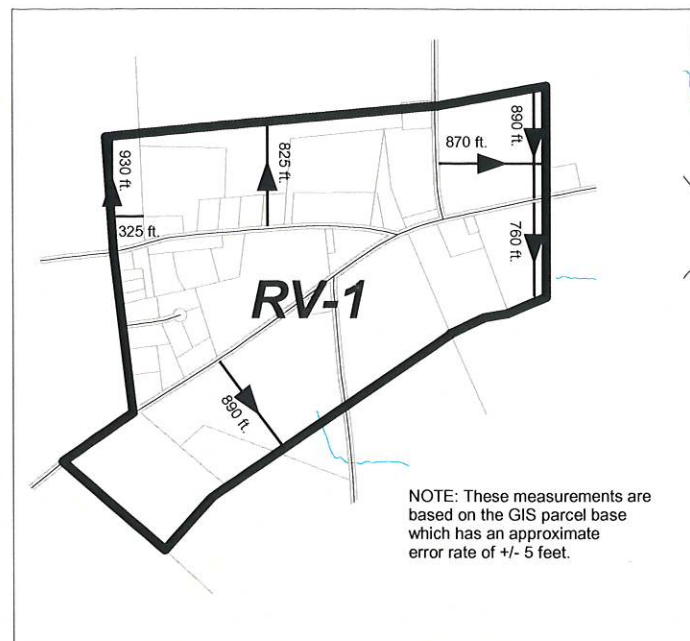 890 ft.
870 ft.
930 ft.
825 ft.
325 ft.
760 ft.
RV-1
890 ft.
NOTE: These measurements are
based on the GIS parcel base
which has an approximate
error rate of +/- 5 feet.